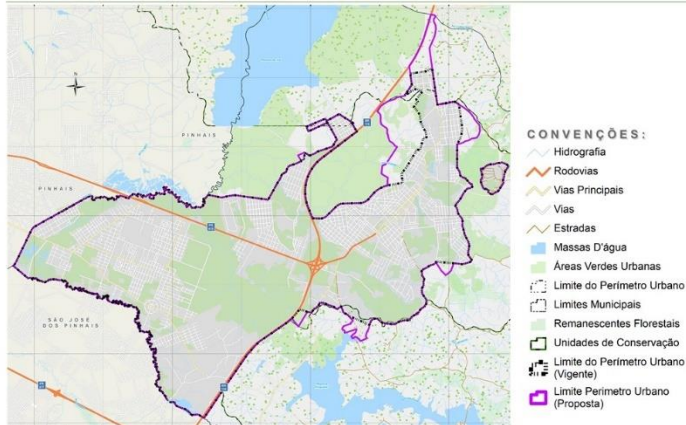 PINHAIS
PINHAIS
SÃO JOSÉ
DOS PINHAIS
CONVENÇÕES:
Hidrografia
Rodovias
Vias Principais
Vias
Estradas
Massas D'água
Áreas Verdes Urbanas
Limite do Perímetro Urbano
Limites Municipais
Remanescentes Florestais
Unidades de Conservação
Limite do Perímetro Urbano
(Vigente)
Limite Perimetro Urbano
(Proposta)